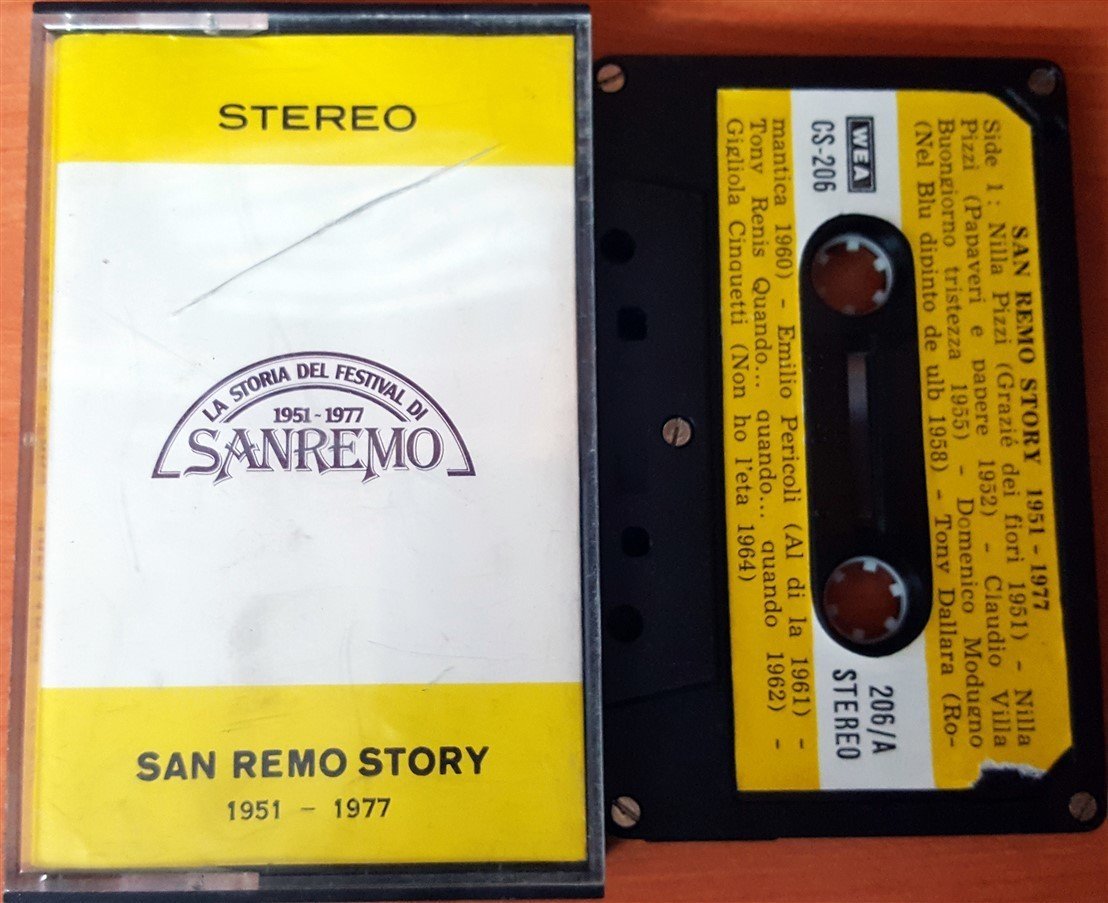 STEREO
LA STORIA DEL FESTIVAL DI
1951-1977
SANREMO
SAN REMO STORY
1951 - 1977
SAN REMO STORY 1951 - 1977
Side 1 : Nilla Pizzi (Grazié dei fiori 1951) - Nilla
Pizzi (Papaveri e papere 1952) - Claudio Villa
Buongiorno tristezza 1955) - Domenico Modugno
(Nel Blu dipinto de ulb 1958) - Tony Dallara (Ro-
WEA
CS-206
206/A
STEREO
mantica 1960) - Emilio Pericoli (Al di la 1961) -
Tony Renis Quando... quando... quando 1962) -
Gigliola Cinquetti (Non ho l'eta 1964)